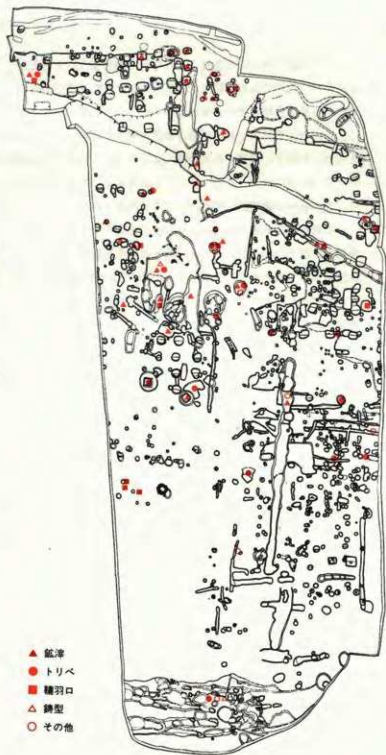 ▲ 鉱滓
● トリベ
■ 鞴羽口
△ 鋳型
○ その他